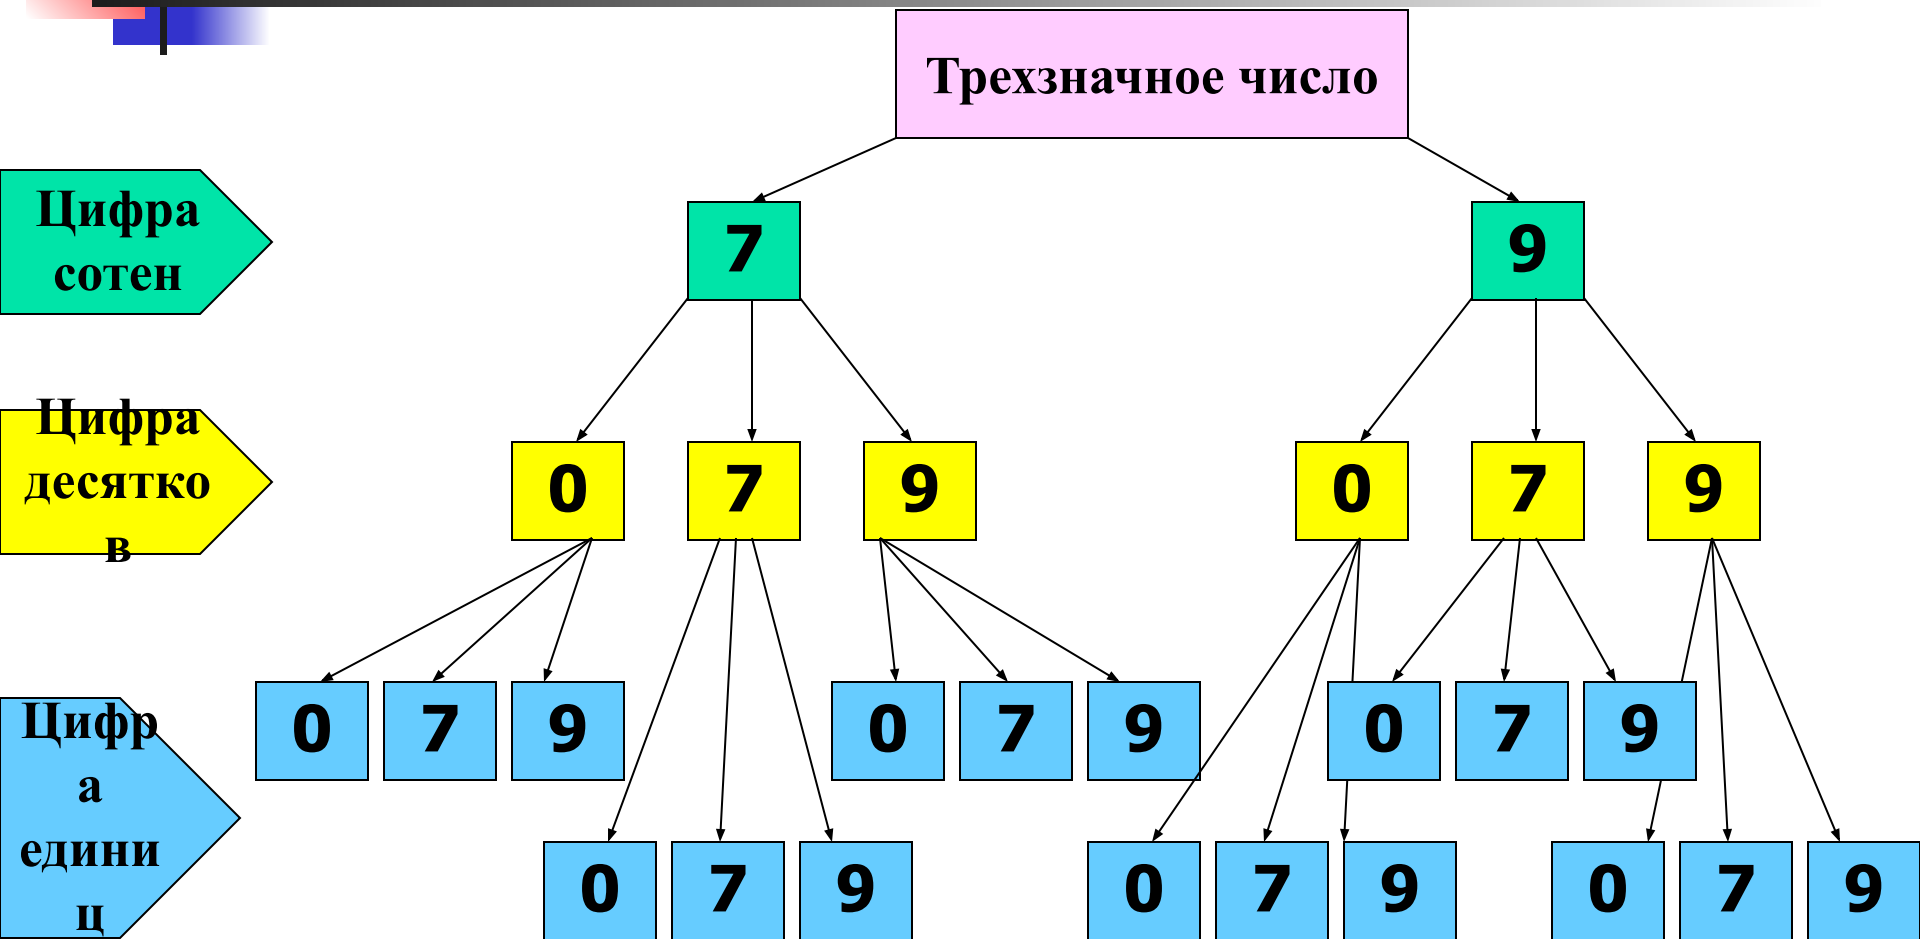 Трехзначное число
Цифра
сотен
7 9
Цифра
десятко
в
0 7 9 0 7 9
Цифр
а
едини
ц
0 7 9 0 7 9 0 7 9
0 7 9 0 7 9 0 7 9